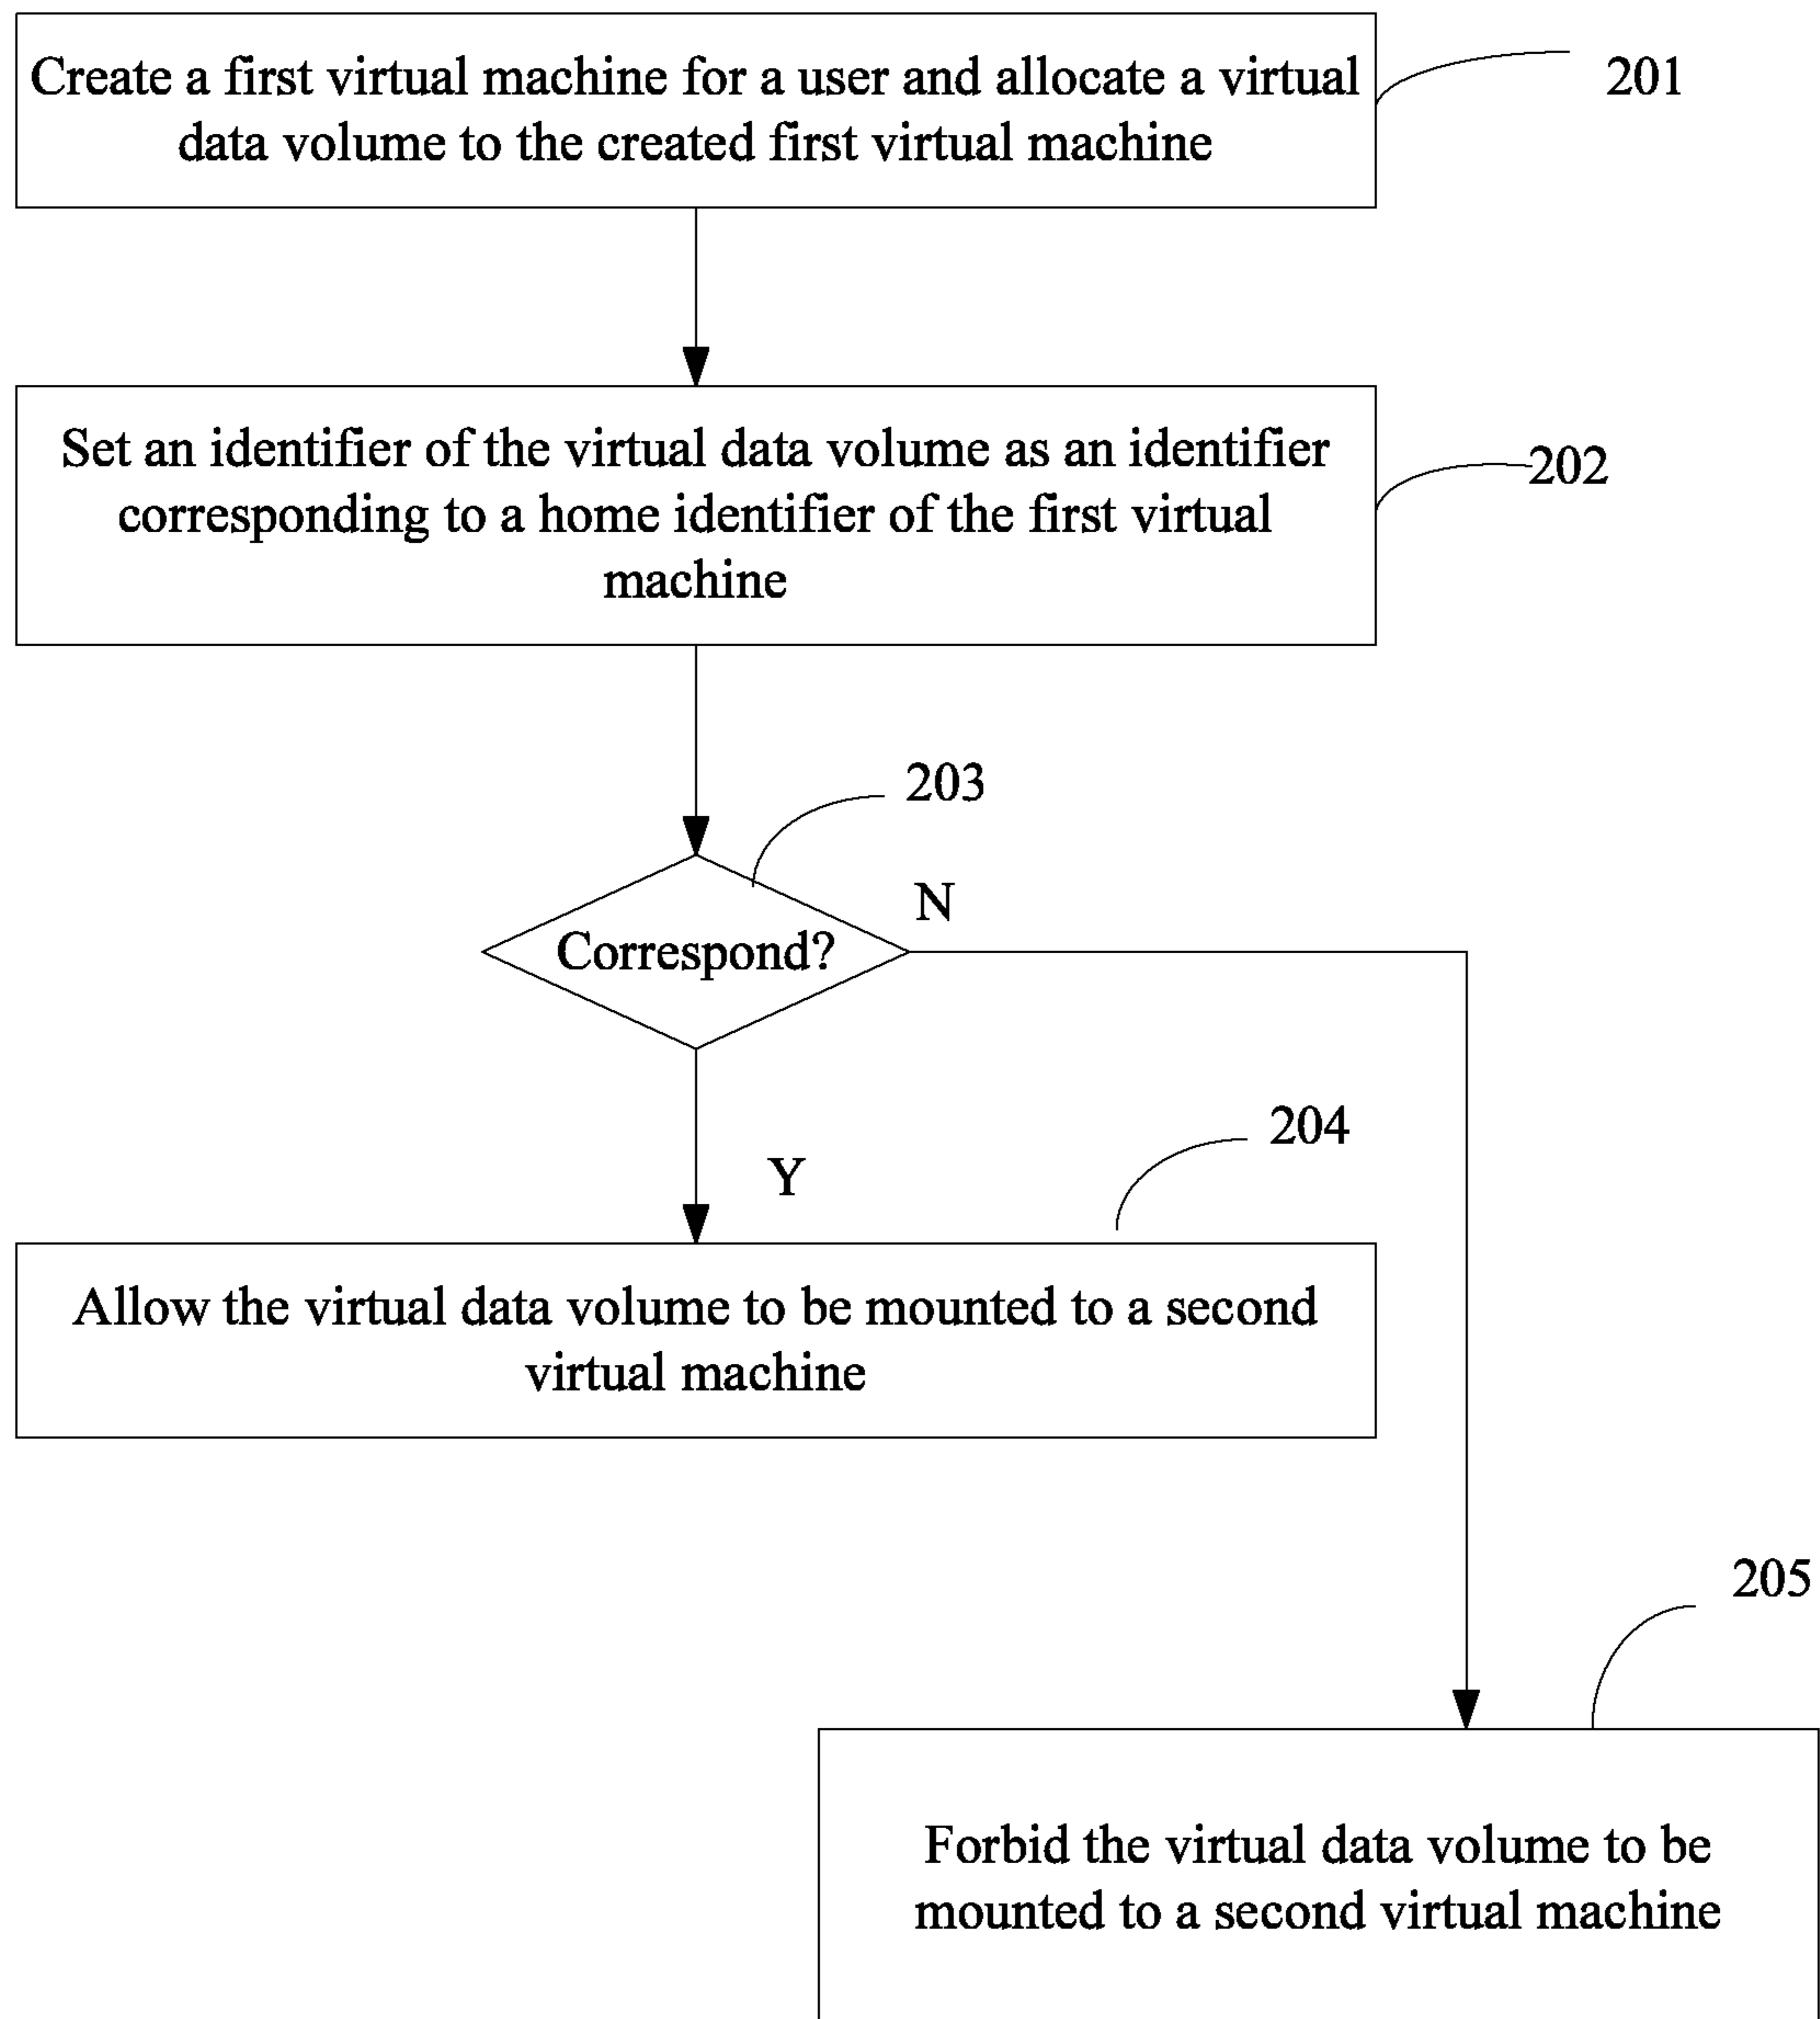 Create a first virtual machine for a user and allocate a virtual
data volume to the created first virtual machine
201
Set an identifier of the virtual data volume as an identifier
corresponding to a home identifier of the first virtual
machine
202
203
Correspond?
N
Y
204
Allow the virtual data volume to be mounted to a second
virtual machine
205
Forbid the virtual data volume to be
mounted to a second virtual machine